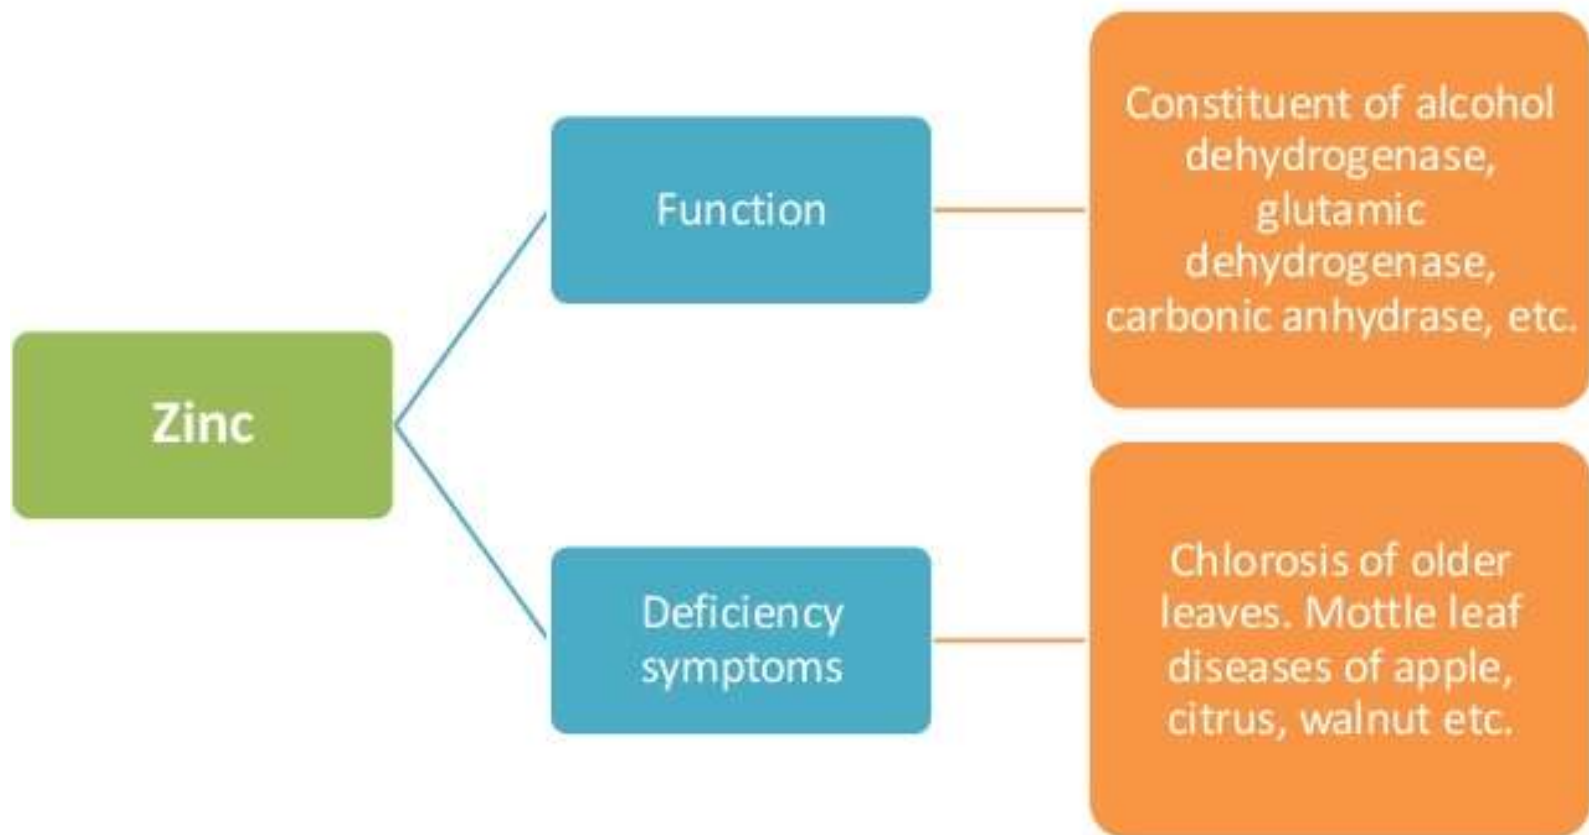 Zinc
Function
Constituent of alcohol
dehydrogenase,
glutamic
dehydrogenase,
carbonic anhydrase, etc.
Deficiency
symptoms
Chlorosis of older
leaves. Mottle leaf
diseases of apple,
citrus, walnut etc.